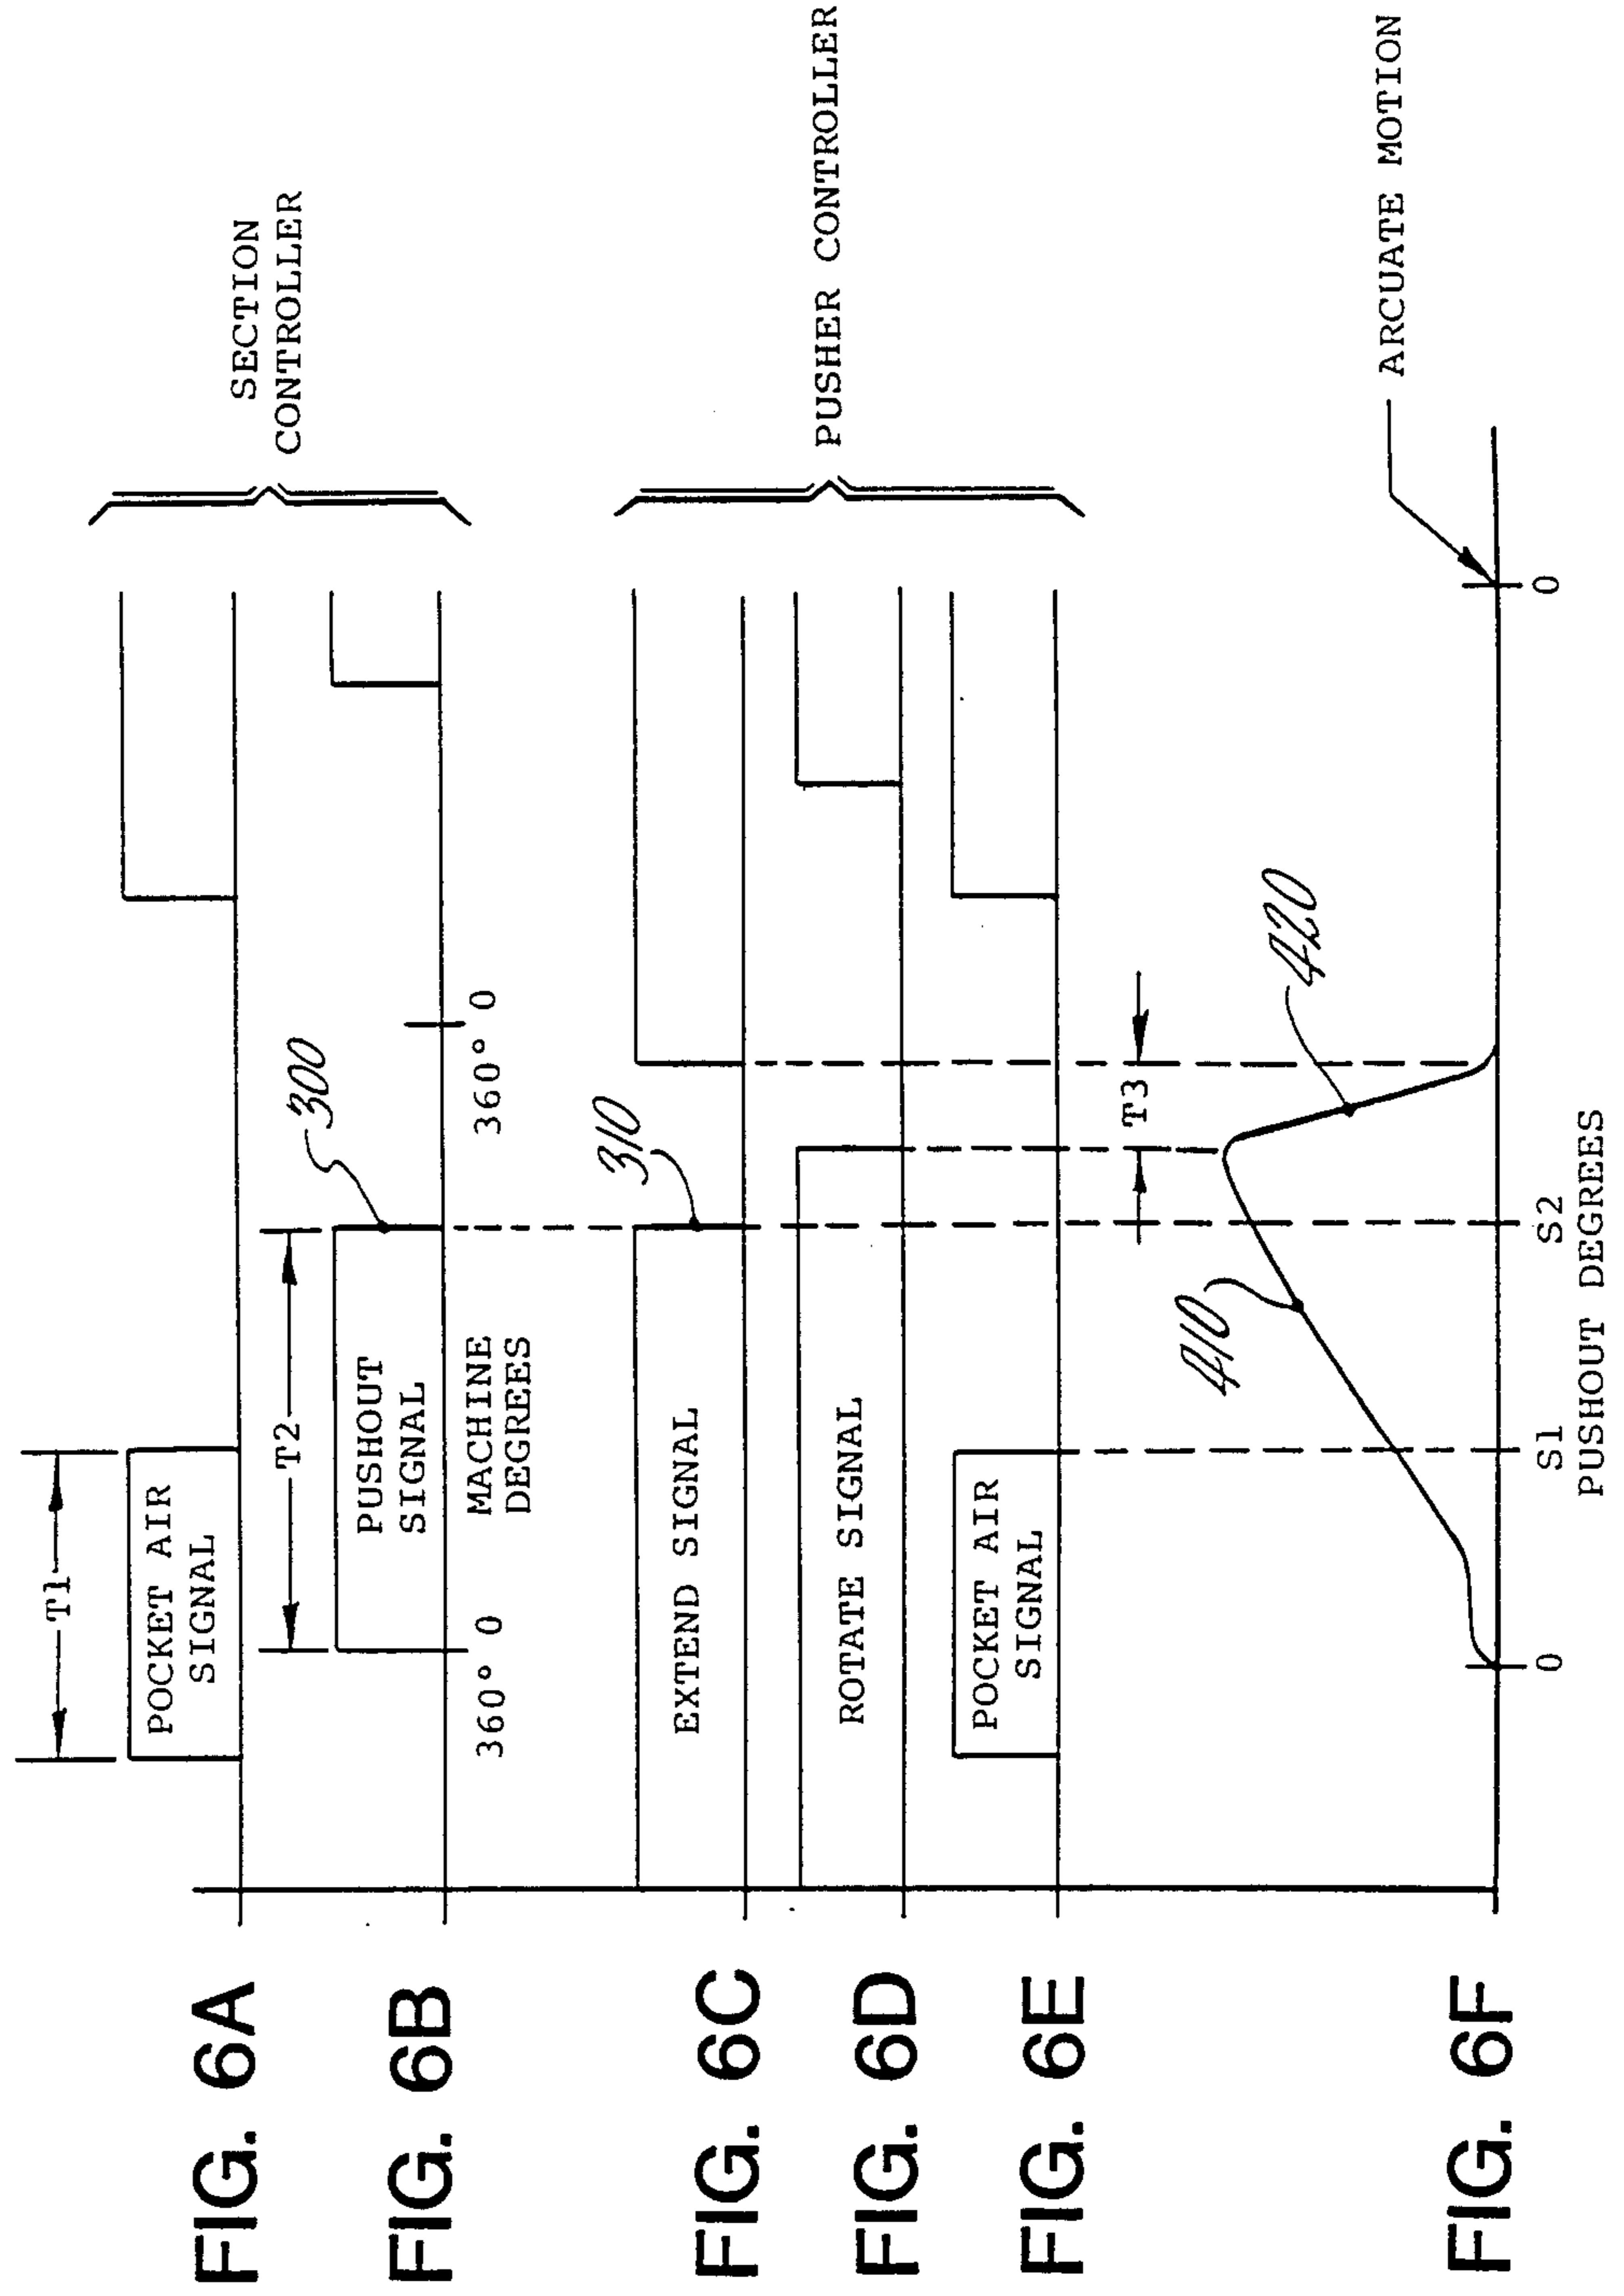 FIG. 6A
T1
POCKET AIR
SIGNAL
SECTION
CONTROLLER
FIG. 6B
T2
PUSHOUT
SIGNAL
300
360° 0
MACHINE
DEGREES
360° 0
FIG. 6C
EXTEND SIGNAL
310
PUSHER CONTROLLER
FIG. 6D
ROTATE SIGNAL
FIG. 6E
POCKET AIR
SIGNAL
T3
FIG. 6F
410
420
ARCUATE MOTION
0
S1
S2
0
PUSHOUT DEGREES